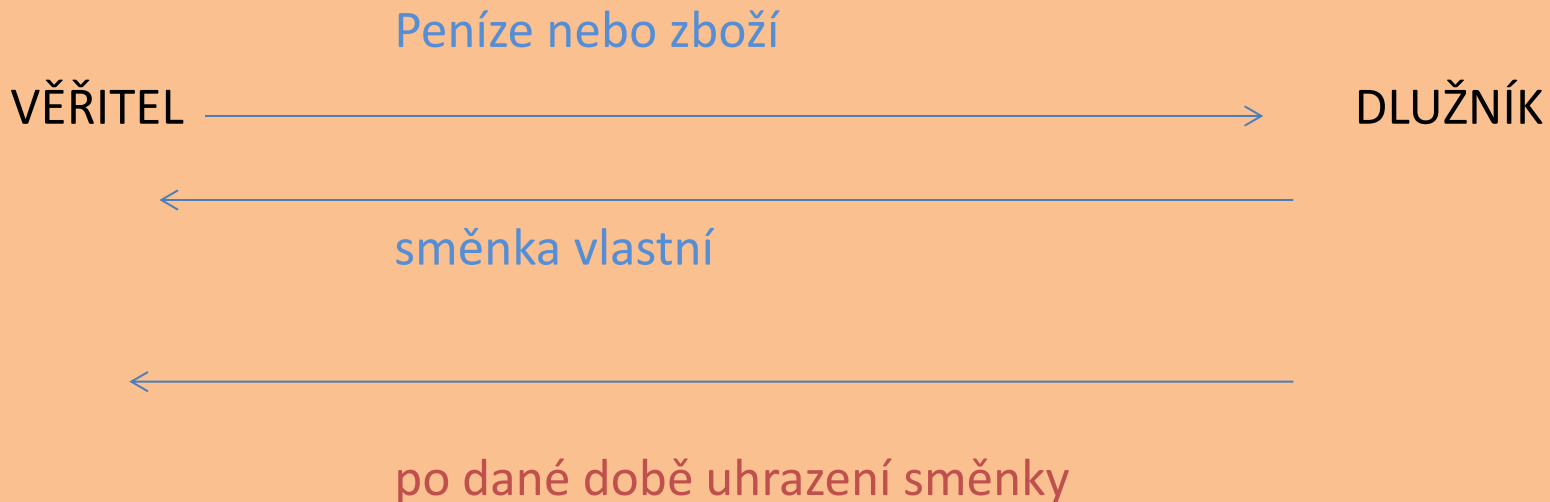 Peníze nebo zboží
VĚŘITEL DLUŽNÍK
směnka vlastní
po dané době uhrazení směnky